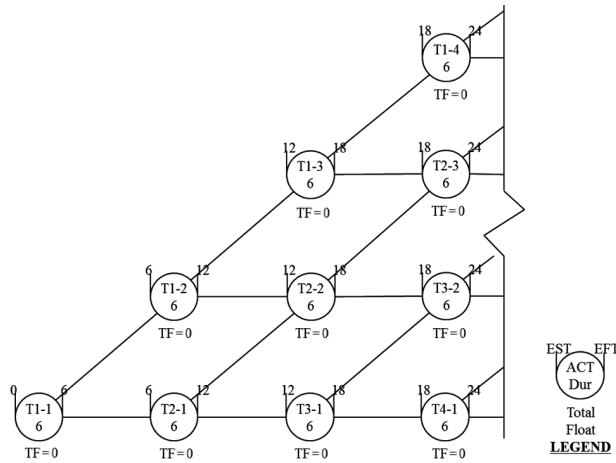 18 24
T1-4
6
TF=0
12 18 18 24
T1-3 T2-3
6 6
TF=0 TF=0
6 12 12 18 18 24
T1-2 T2-2 T3-2
6 6 6
TF=0 TF=0 TF=0
0 6 6 12 12 18 18 24
T1-1 T2-1 T3-1 T4-1
6 6 6 6
TF=0 TF=0 TF=0 TF=0
EST EFT
ACT
Dur
Total
Float
LEGEND